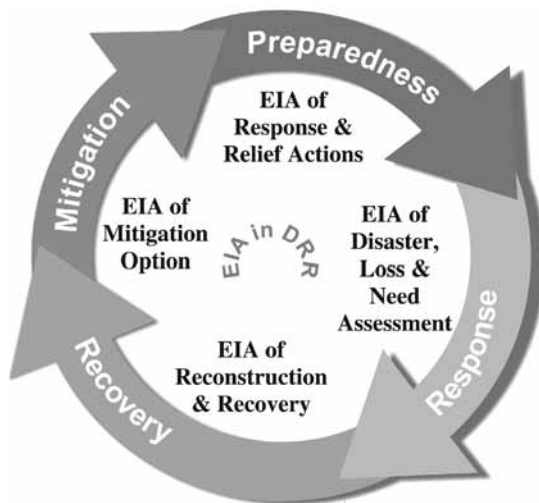 Preparedness
EIA of
Response &
Relief Actions
Mitigation
EIA of
Mitigation
Option
EIA in DRR
EIA of
Disaster,
Loss &
Need
Assessment
Response
EIA of
Reconstruction
& Recovery
Recovery